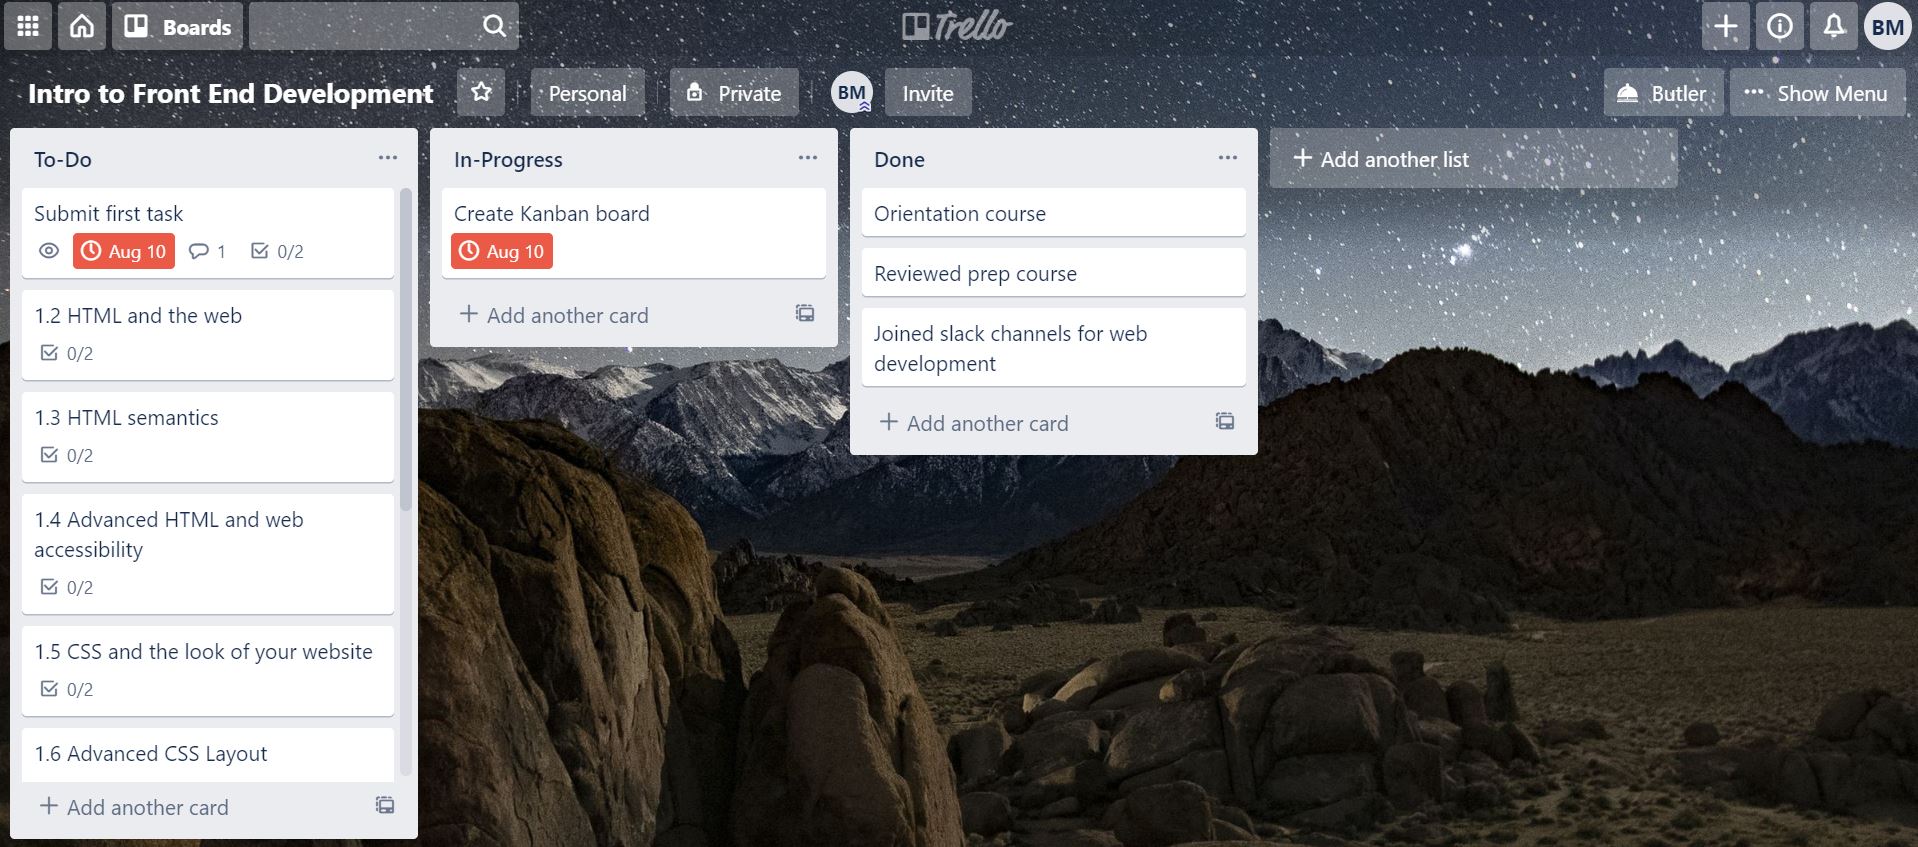 Boards
Trello
BM
Intro to Front End Development
Personal
Private
BM
Invite
Butler
Show Menu
To-Do
Submit first task
Aug 10
1
0/2
1.2 HTML and the web
0/2
1.3 HTML semantics
0/2
1.4 Advanced HTML and web
accessibility
0/2
1.5 CSS and the look of your website
0/2
1.6 Advanced CSS Layout
+ Add another card
In-Progress
Create Kanban board
Aug 10
+ Add another card
Done
Orientation course
Reviewed prep course
Joined slack channels for web
development
+ Add another card
+ Add another list